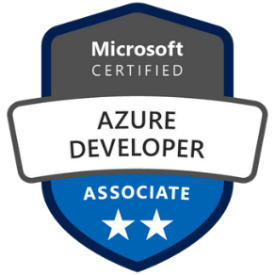 Microsoft
CERTIFIED
AZURE
DEVELOPER
ASSOCIATE